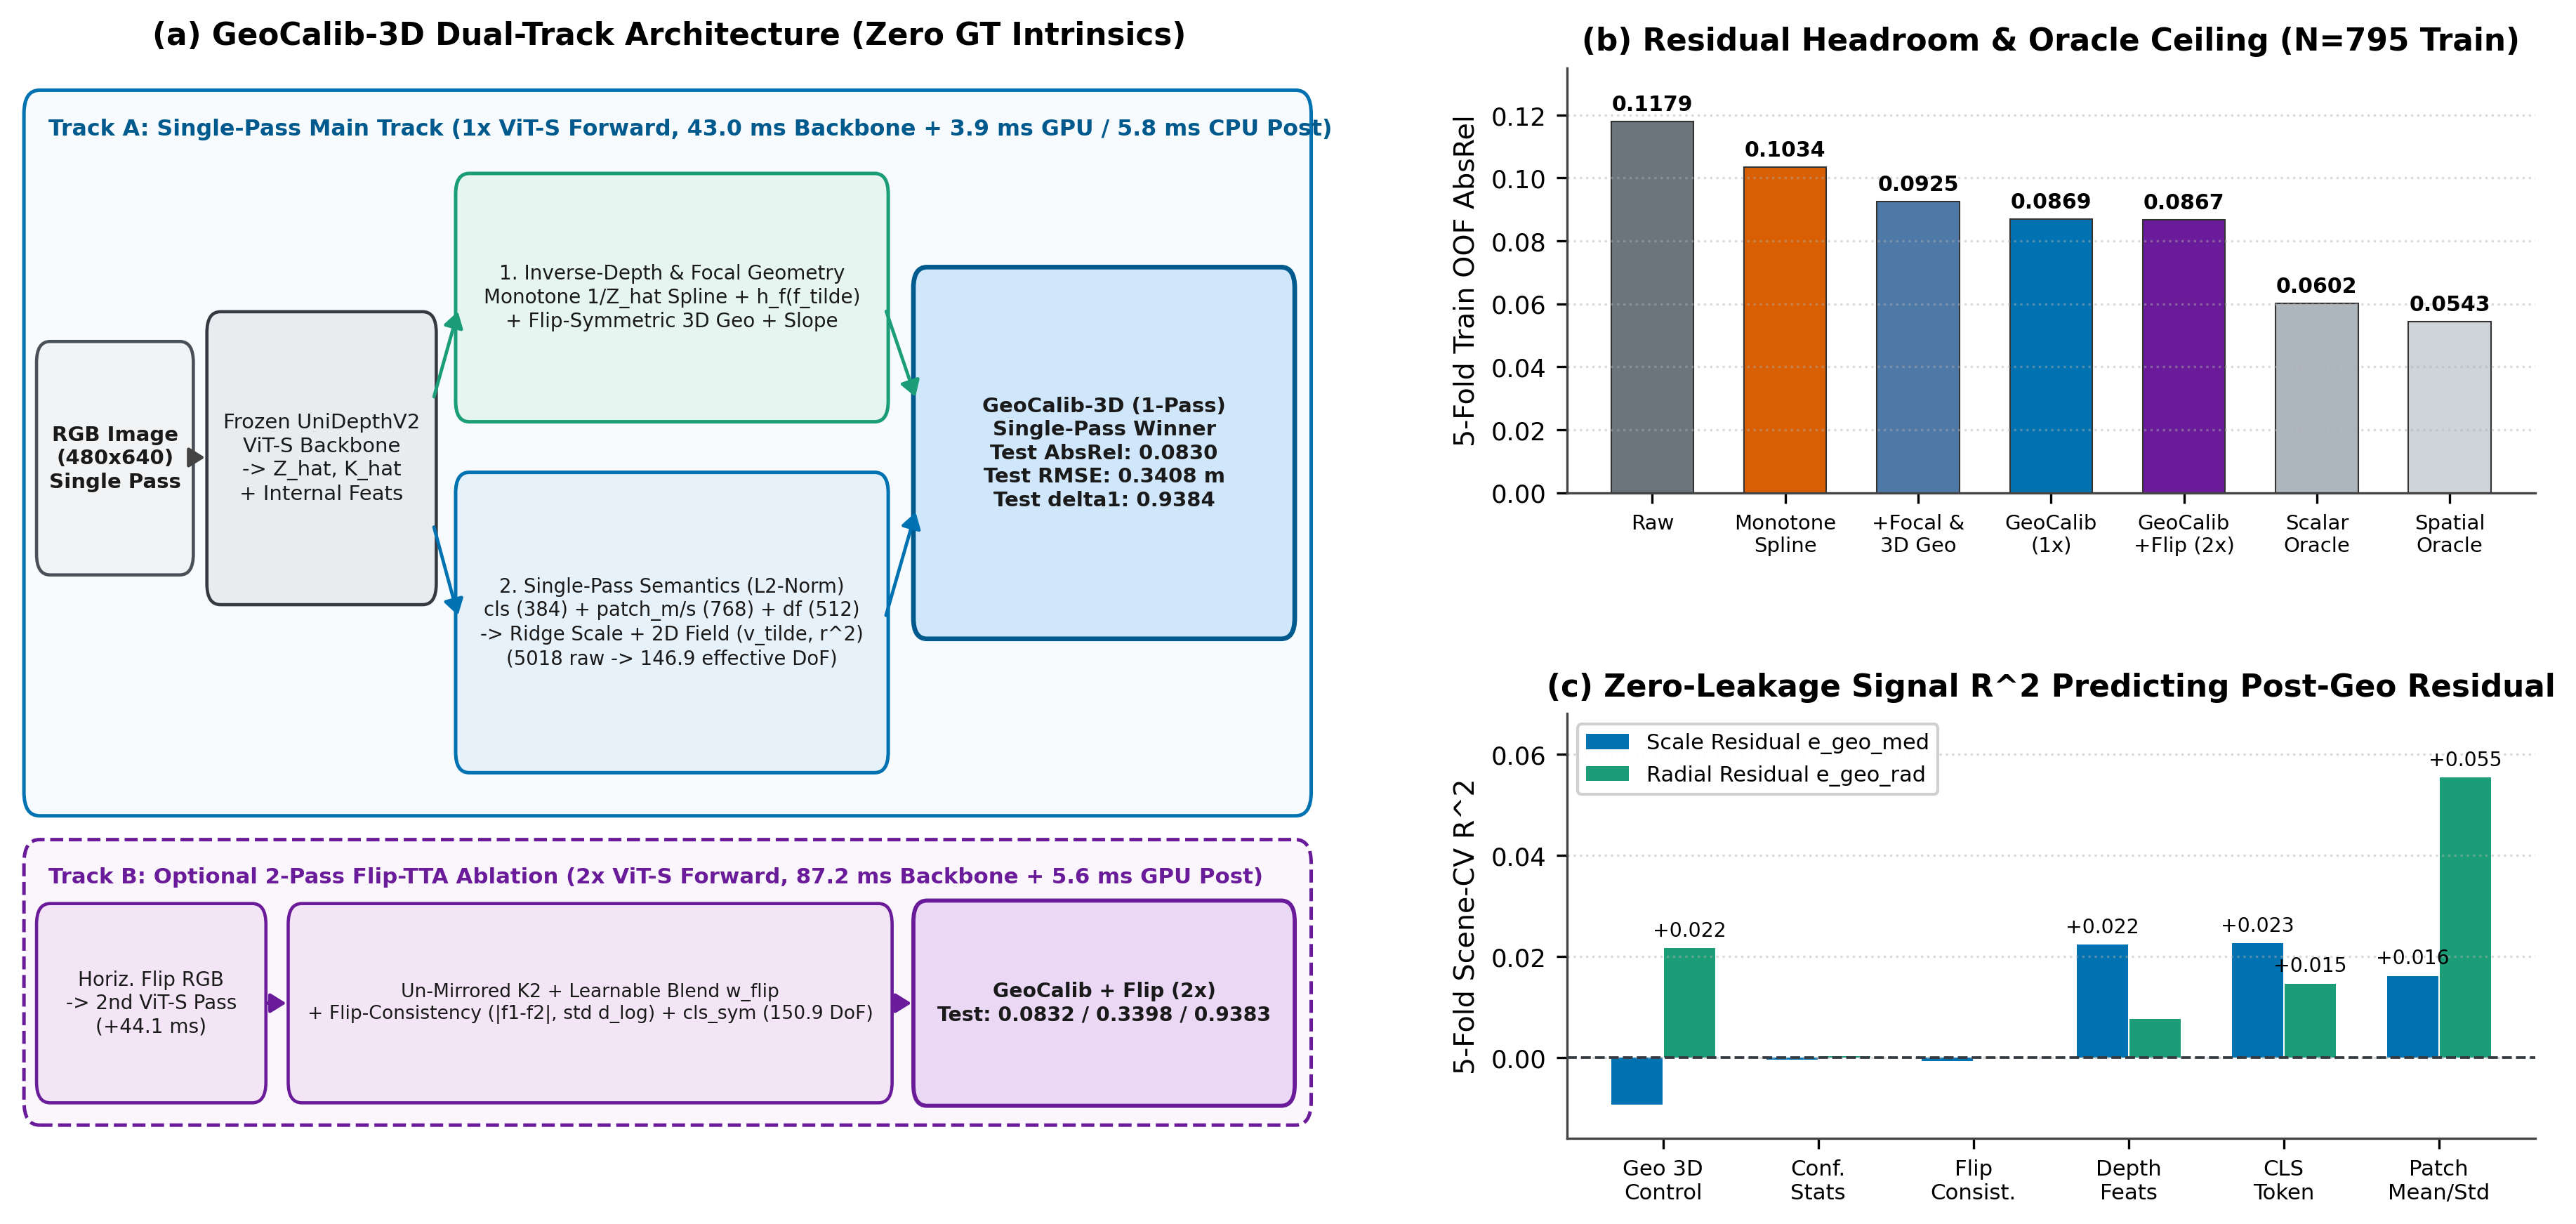 (a) GeoCalib-3D Dual-Track Architecture (Zero GT Intrinsics)
Track A: Single-Pass Main Track (1x ViT-S Forward, 43.0 ms Backbone + 3.9 ms GPU / 5.8 ms CPU Post)
RGB Image
(480x640)
Single Pass
Frozen UniDepthV2
ViT-S Backbone
-> Z_hat, K_hat
+ Internal Feats
1. Inverse-Depth & Focal Geometry
Monotone 1/Z_hat Spline + h_f(f_tilde)
+ Flip-Symmetric 3D Geo + Slope
2. Single-Pass Semantics (L2-Norm)
cls (384) + patch_m/s (768) + df (512)
-> Ridge Scale + 2D Field (v_tilde, r^2)
(5018 raw -> 146.9 effective DoF)
GeoCalib-3D (1-Pass)
Single-Pass Winner
Test AbsRel: 0.0830
Test RMSE: 0.3408 m
Test delta1: 0.9384
Track B: Optional 2-Pass Flip-TTA Ablation (2x ViT-S Forward, 87.2 ms Backbone + 5.6 ms GPU Post)
Horiz. Flip RGB
-> 2nd ViT-S Pass
(+44.1 ms)
Un-Mirrored K2 + Learnable Blend w_flip
+ Flip-Consistency (|f1-f2|, std d_log) + cls_sym (150.9 DoF)
GeoCalib + Flip (2x)
Test: 0.0832 / 0.3398 / 0.9383
(b) Residual Headroom & Oracle Ceiling (N=795 Train)
5-Fold Train OOF AbsRel
0.12
0.10
0.08
0.06
0.04
0.02
0.00
0.1179
0.1034
0.0925
0.0869
0.0867
0.0602
0.0543
Raw
Monotone
Spline
+Focal &
3D Geo
GeoCalib
(1x)
GeoCalib
+Flip (2x)
Scalar
Oracle
Spatial
Oracle
(c) Zero-Leakage Signal R^2 Predicting Post-Geo Residual
5-Fold Scene-CV R^2
0.06
0.04
0.02
0.00
Scale Residual e_geo_med
Radial Residual e_geo_rad
+0.022
+0.022
+0.023
+0.015
+0.016
+0.055
Geo 3D
Control
Conf.
Stats
Flip
Consist.
Depth
Feats
CLS
Token
Patch
Mean/Std